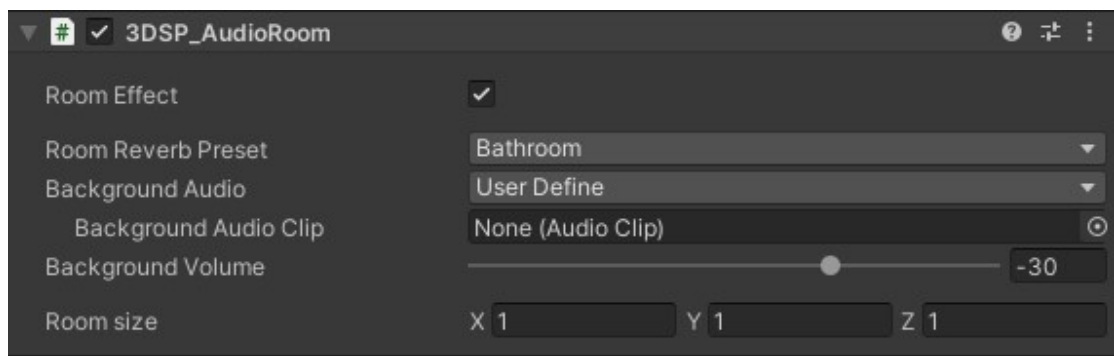 3DSP_AudioRoom
Room Effect
Room Reverb Preset Bathroom
Background Audio User Define
Background Audio Clip None (Audio Clip)
Background Volume -30
Room size X 1 Y 1 Z 1